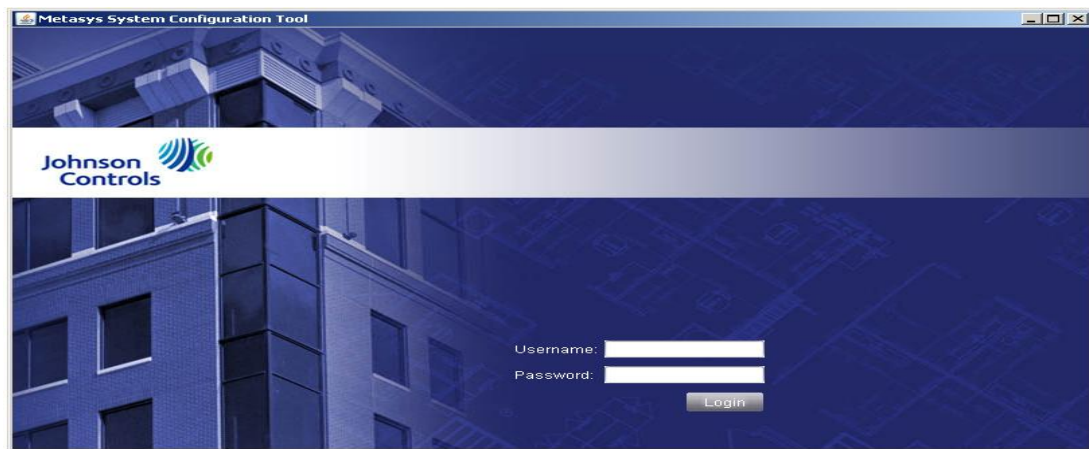 Metasys System Configuration Tool
Johnson
Controls
Username:
Password:
Login